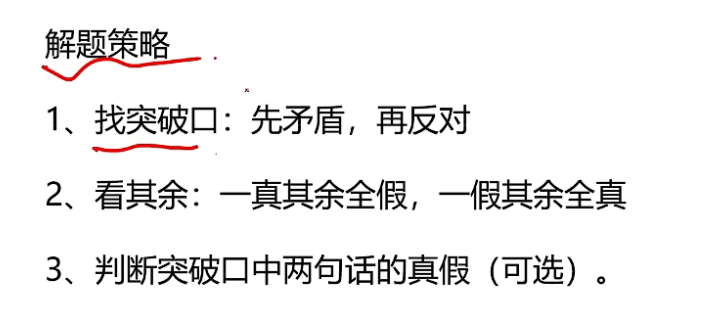 解题策略
1、找突破口：先矛盾，再反对
2、看其余：一真其余全假，一假其余全真
3、判断突破口中两句话的真假（可选）。